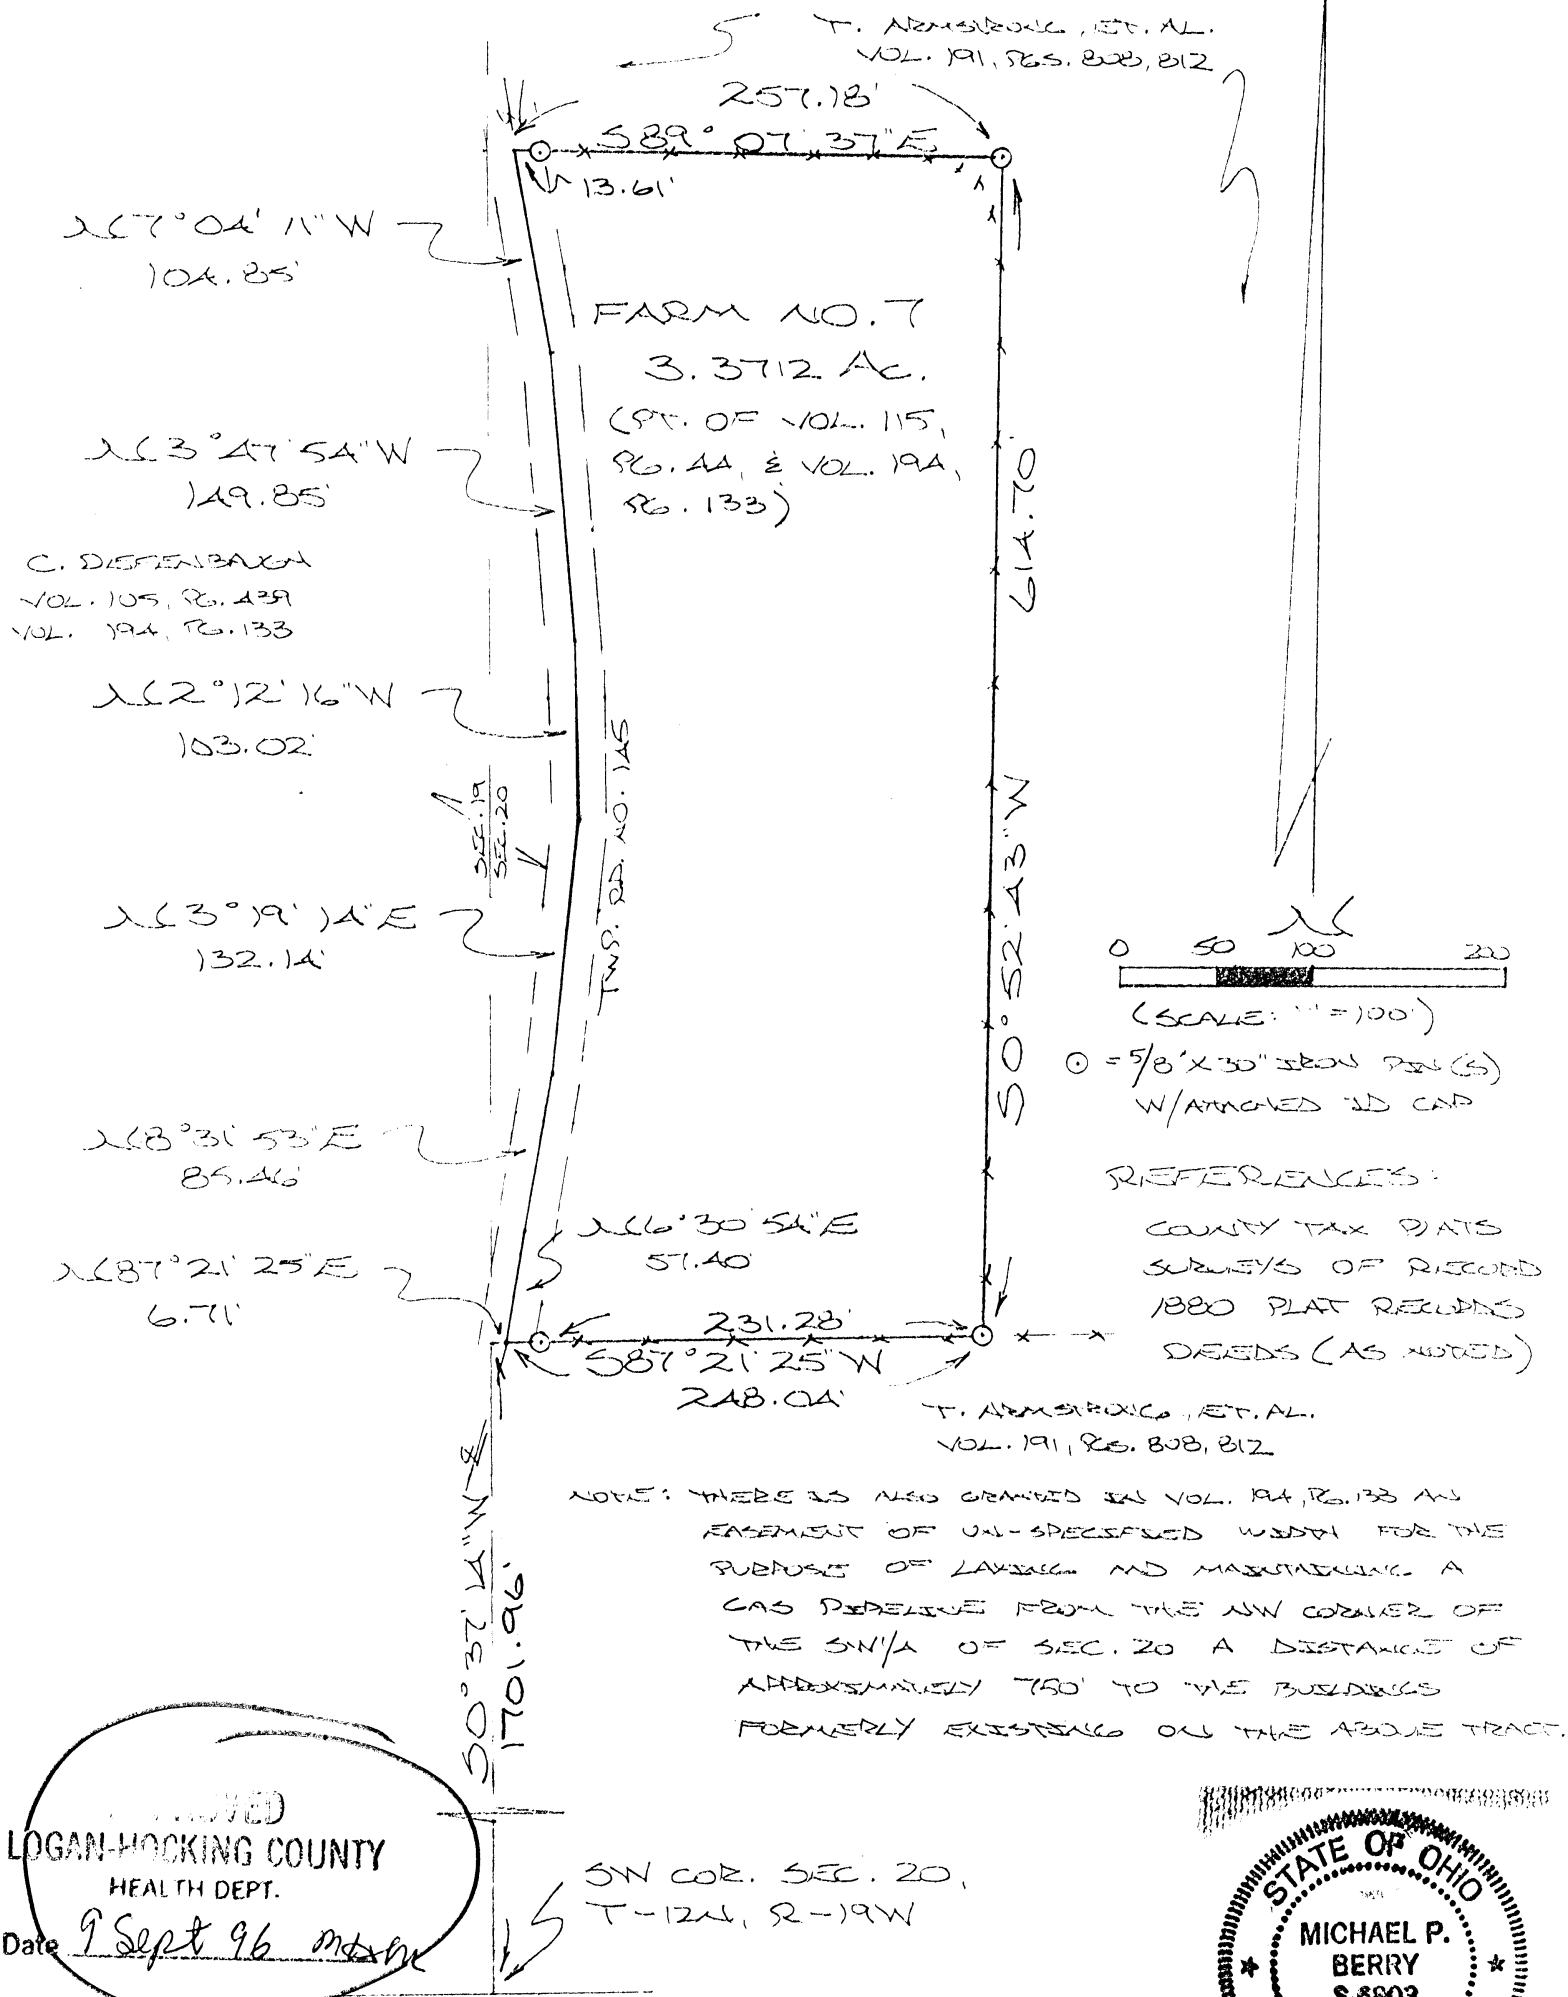 T. ARMSTRONG, ET. AL.
VOL. 191, PGS. 808, 812
257.18'
S89° 07' 37"E
13.61'
N7°04' 11"W
104.85'
FARM NO. 7
3.3712 Ac.
(PT. OF VOL. 115,
PG. 44, & VOL. 194,
PG. 133)
N3°47' 54"W
149.85'
C. DIEFENBAUGH
VOL. 105, PG. 439
VOL. 194, PG. 133
614.70
N2°12' 16"W
103.02'
SEC. 19
SEC. 20
TWP. RD. NO. 145
S0° 52' 43"W
N3°19' 14"E
132.14'
N
0 50 100 200
(SCALE: 1"=100')
⊙ = 5/8"X30" IRON PIN(S)
W/ATTACHED ID CAP
N8°31' 53"E
85.46'
REFERENCES:
COUNTY TAX PLATS
SURVEYS OF RECORD
1880 PLAT RECORDS
DEEDS (AS NOTED)
N6°30' 54"E
57.40'
N87°21' 25"E
6.71'
231.28'
S87°21' 25"W
248.04'
T. ARMSTRONG, ET. AL.
VOL. 191, PGS. 808, 812
S0° 37' 14"W
1701.96'
NOTE: THERE IS ALSO GRANTED IN VOL. 194, PG. 133 AN
EASEMENT OF UN-SPECIFIED WIDTH FOR THE
PURPOSE OF LAYING AND MAINTAINING A
GAS PIPELINE FROM THE NW CORNER OF
THE SW1/4 OF SEC. 20 A DISTANCE OF
APPROXIMATELY 750' TO THE BUILDINGS
FORMERLY EXISTING ON THE ABOVE TRACT.
APPROVED
LOGAN-HOCKING COUNTY
HEALTH DEPT.
Date 9 Sept 96
SW COR. SEC. 20,
T-12N, R-19W
STATE OF OHIO
MICHAEL P.
BERRY
S-6803